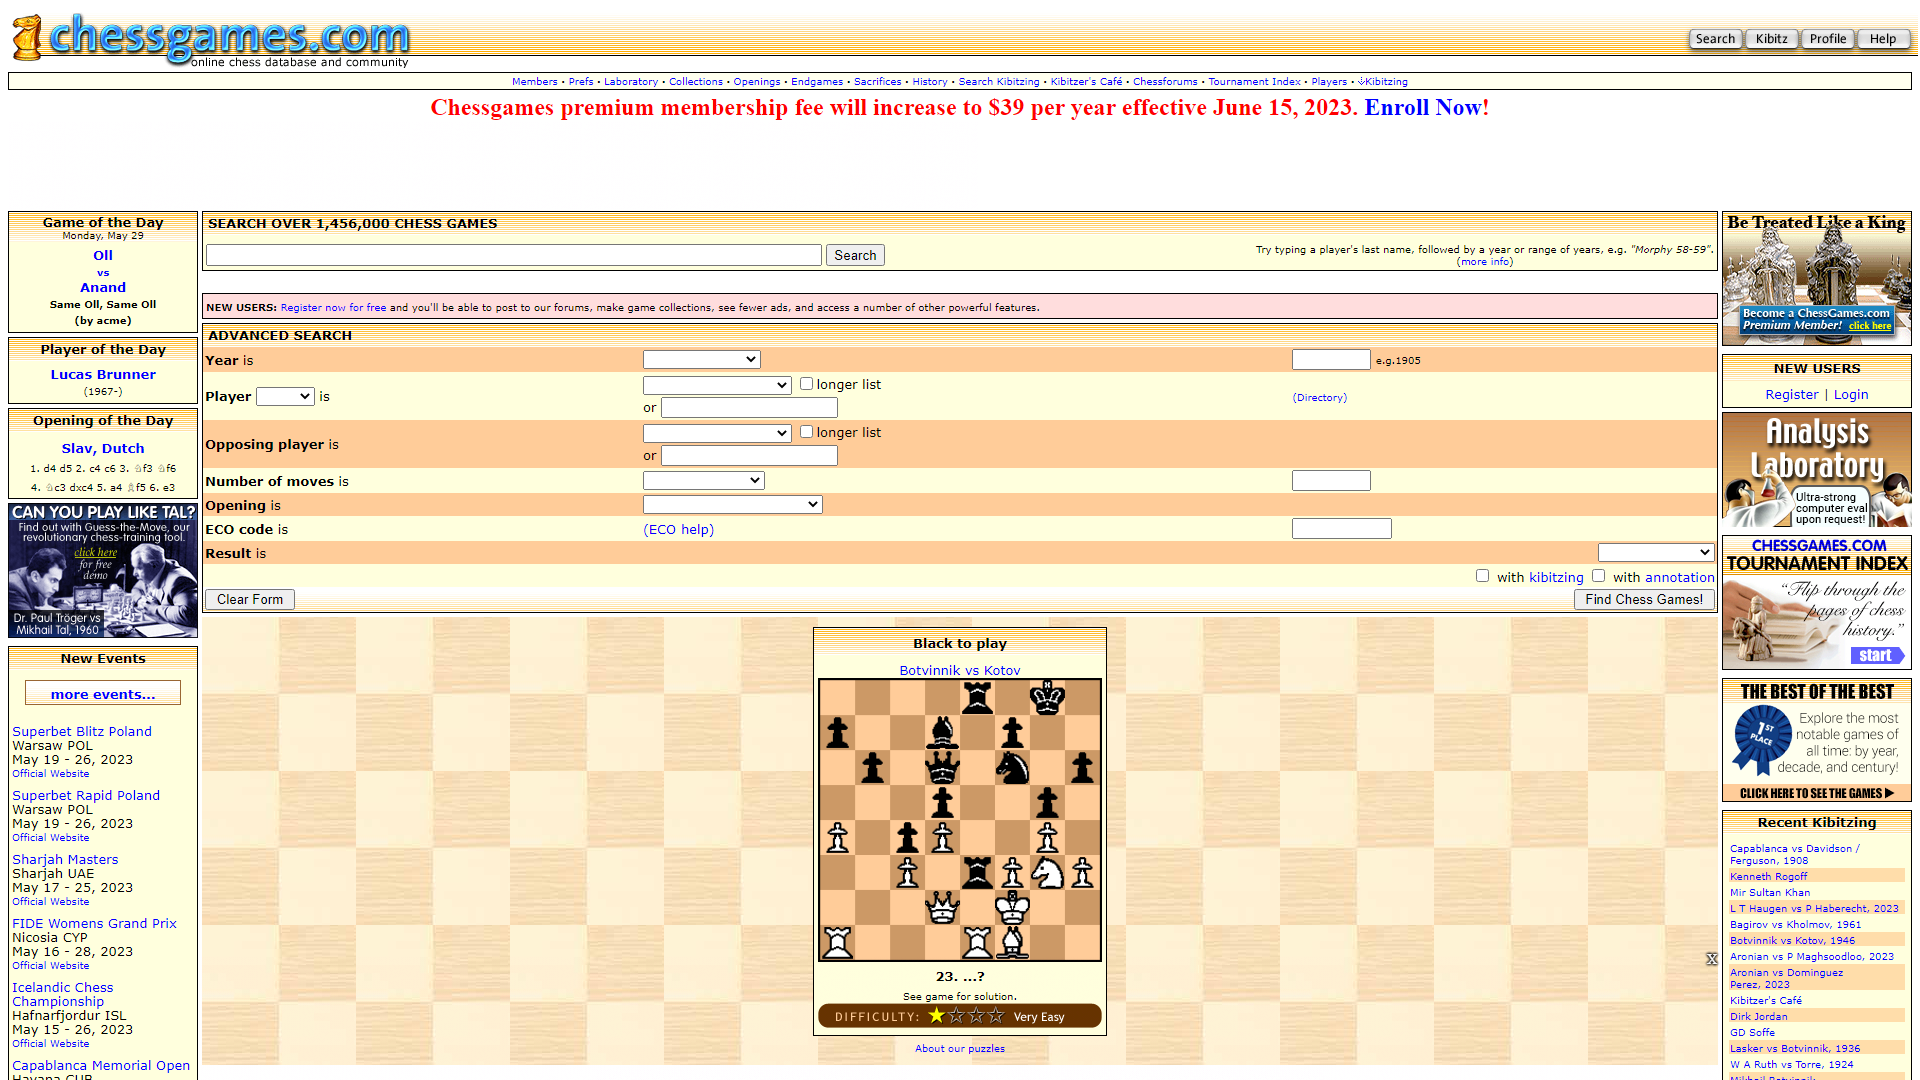 chessgames.com
online chess database and community
Search Kibitz Profile Help
Members • Prefs • Laboratory • Collections • Openings • Endgames • Sacrifices • History • Search Kibitzing • Kibitzer's Café • Chessforums • Tournament Index • Players • Kibitzing
Chessgames premium membership fee will increase to $39 per year effective June 15, 2023. Enroll Now!
Game of the Day
Monday, May 29
Oll
vs
Anand
Same Oll, Same Oll
(by acme)
Player of the Day
Lucas Brunner
(1967-)
Opening of the Day
Slav, Dutch
1. d4 d5 2. c4 c6 3. ♘f3 ♘f6
4. ♘c3 dxc4 5. a4 ♗f5 6. e3
CAN YOU PLAY LIKE TAL?
Find out with Guess-the-Move, our
revolutionary chess-training tool.
click here
for free
demo
Dr. Paul Tröger vs
Mikhail Tal, 1960
New Events
more events...
Superbet Blitz Poland
Warsaw POL
May 19 - 26, 2023
Official Website
Superbet Rapid Poland
Warsaw POL
May 19 - 26, 2023
Official Website
Sharjah Masters
Sharjah UAE
May 17 - 25, 2023
Official Website
FIDE Womens Grand Prix
Nicosia CYP
May 16 - 28, 2023
Official Website
Icelandic Chess
Championship
Hafnarfjordur ISL
May 15 - 26, 2023
Official Website
Capablanca Memorial Open
Havana CUB
SEARCH OVER 1,456,000 CHESS GAMES
Search
Try typing a player's last name, followed by a year or range of years, e.g. "Morphy 58-59".
(more info)
NEW USERS: Register now for free and you'll be able to post to our forums, make game collections, see fewer ads, and access a number of other powerful features.
ADVANCED SEARCH
Year is
e.g.1905
Player is
longer list
or
(Directory)
Opposing player is
longer list
or
Number of moves is
Opening is
ECO code is
(ECO help)
Result is
with kibitzing with annotation
Clear Form
Find Chess Games!
Black to play
Botvinnik vs Kotov
23. ...?
See game for solution.
DIFFICULTY: Very Easy
About our puzzles
X
Be Treated Like a King
Become a ChessGames.com
Premium Member! click here
NEW USERS
Register | Login
Analysis
Laboratory
Ultra-strong
computer eval
upon request!
CHESSGAMES.COM
TOURNAMENT INDEX
"Flip through the
pages of chess
history."
start
THE BEST OF THE BEST
1ST
PLACE
Explore the most
notable games of
all time: by year,
decade, and century!
CLICK HERE TO SEE THE GAMES
Recent Kibitzing
Capablanca vs Davidson /
Ferguson, 1908
Kenneth Rogoff
Mir Sultan Khan
L T Haugen vs P Haberecht, 2023
Bagirov vs Kholmov, 1961
Botvinnik vs Kotov, 1946
Aronian vs P Maghsoodloo, 2023
Aronian vs Dominguez
Perez, 2023
Kibitzer's Café
Dirk Jordan
GD Soffe
Lasker vs Botvinnik, 1936
W A Ruth vs Torre, 1924
Mikhail Botvinnik